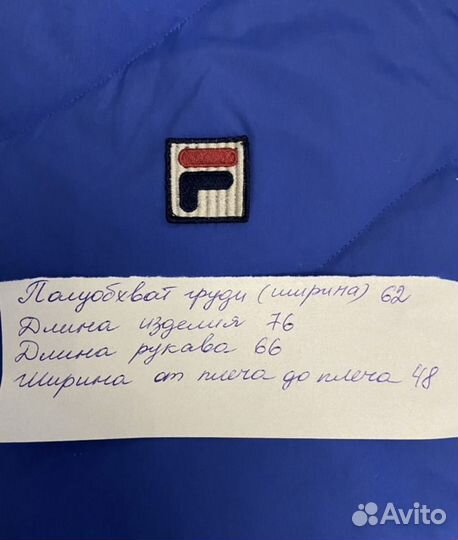 F
Полуобхват груди (ширина) 62
Длина изделия 76
Длина рукава 66
Ширина от плеча до плеча 48
Avito